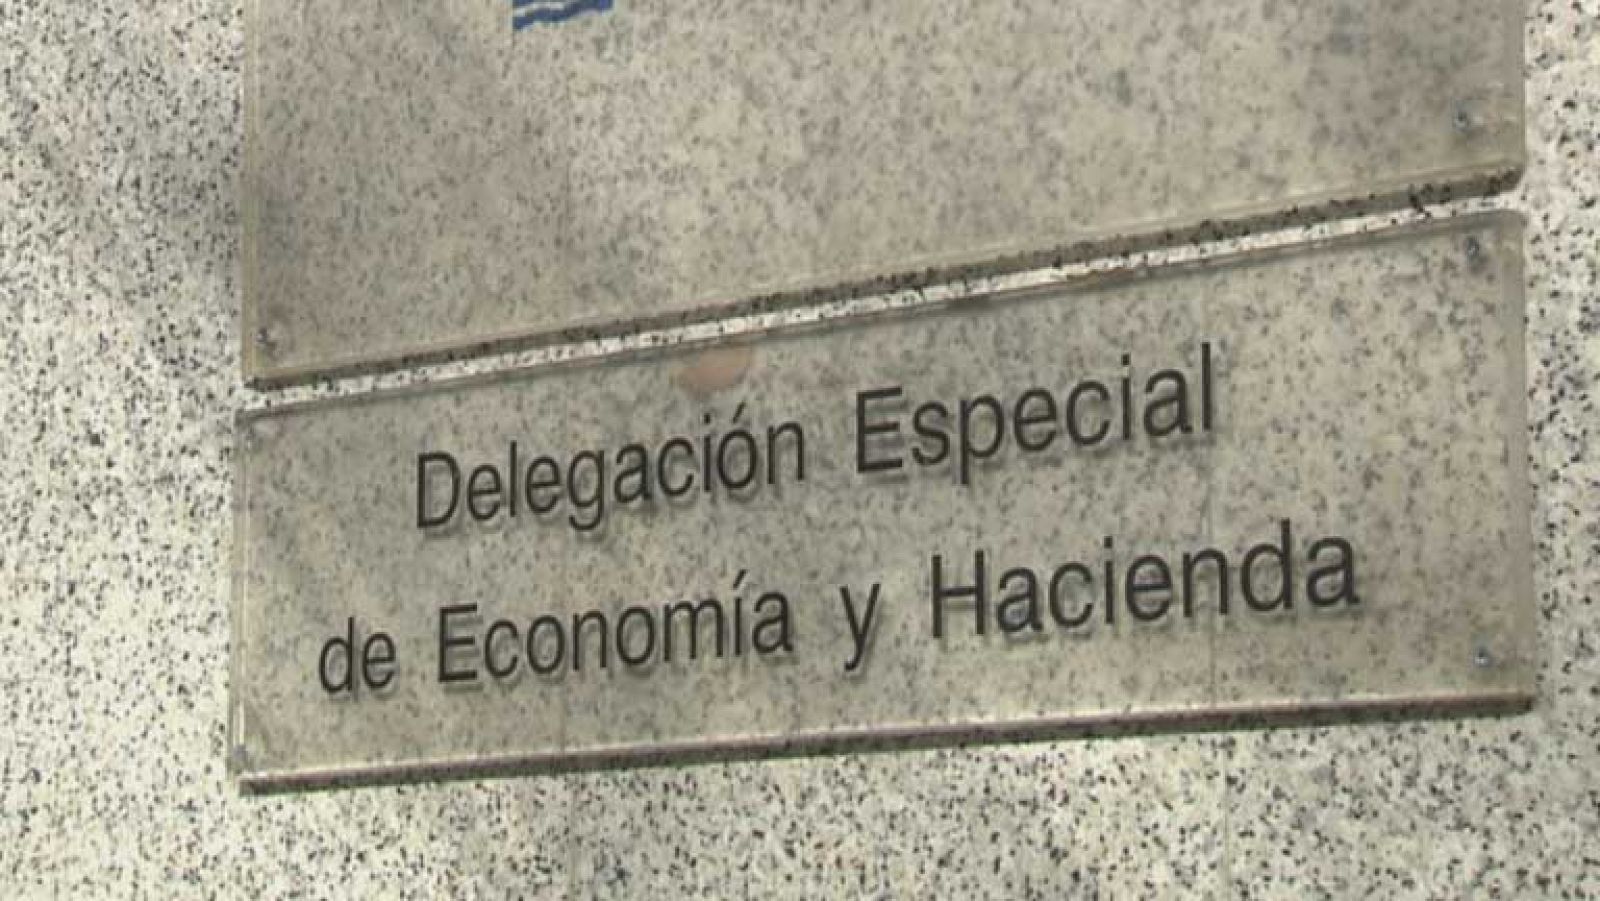 Delegación Especial
de Economía y Hacienda